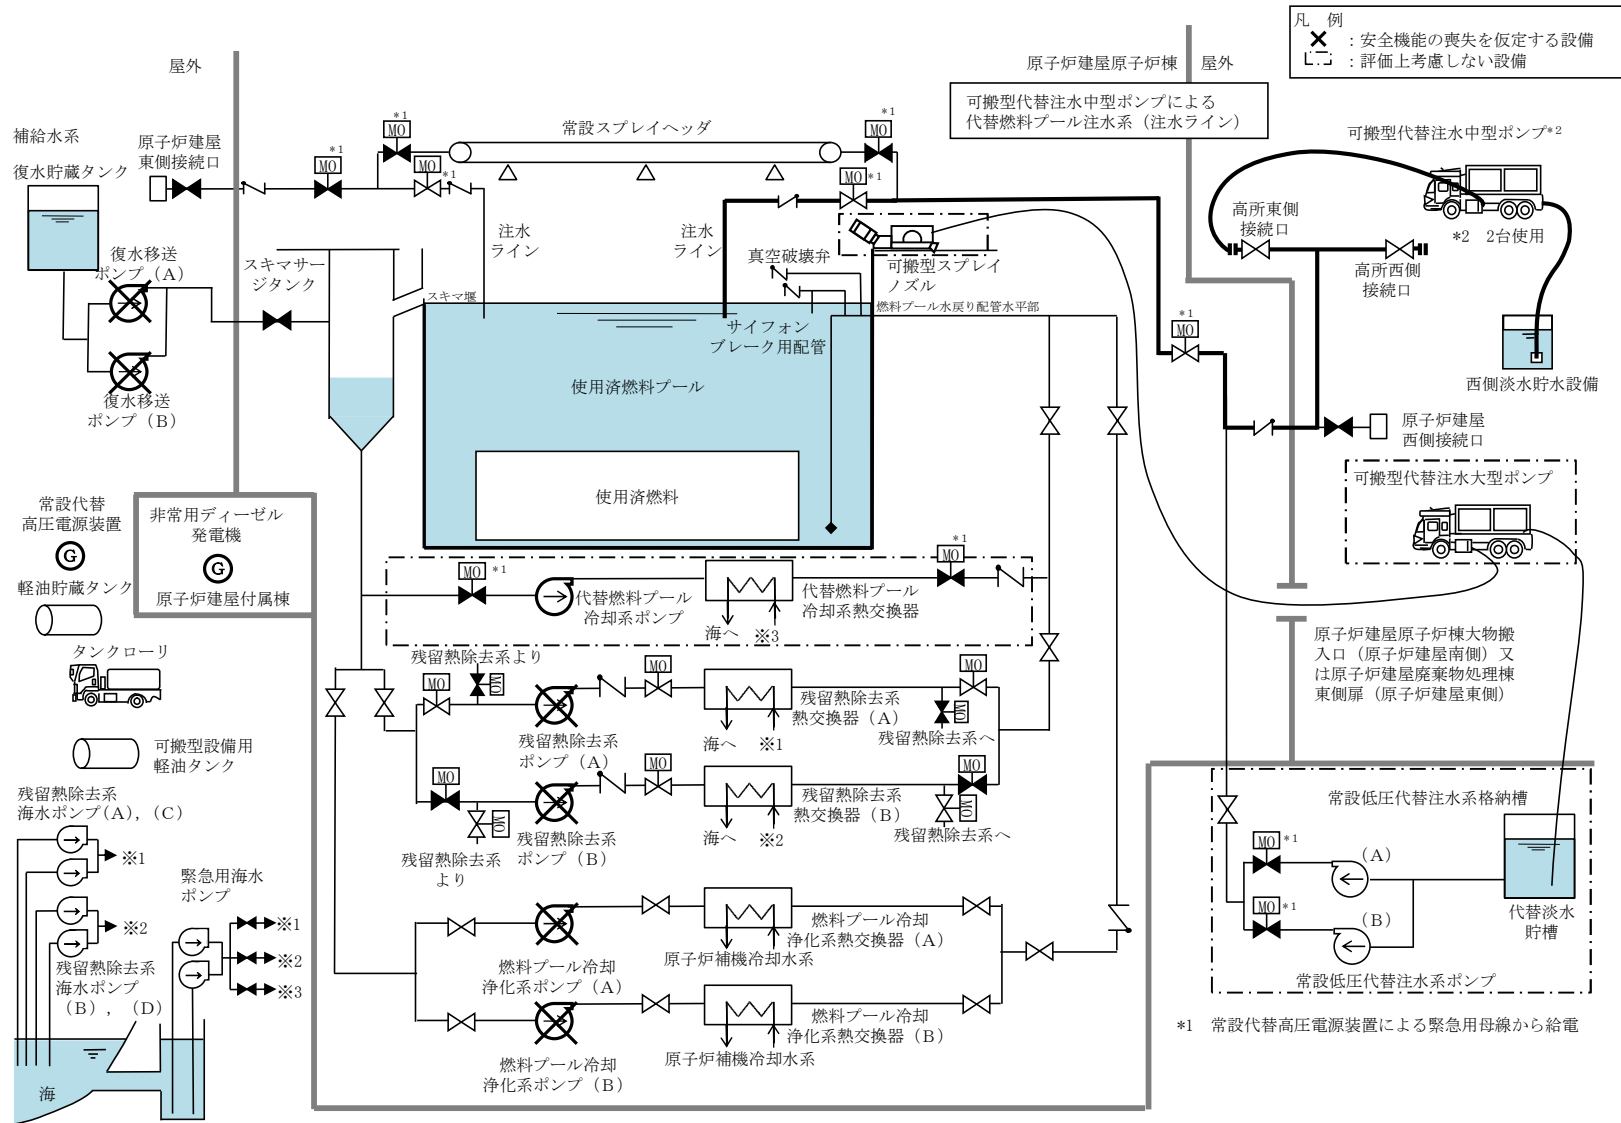 凡 例
：安全機能の喪失を仮定する設備
：評価上考慮しない設備
屋外
原子炉建屋原子炉棟
屋外
可搬型代替注水中型ポンプによる
代替燃料プール注水系（注水ライン）
補給水系
復水貯蔵タンク
原子炉建屋
東側接続口
*1
MO
*1
MO
MO
*1
常設スプレイヘッダ
*1
MO
MO
*1
可搬型代替注水中型ポンプ*2
*2 2台使用
高所東側
接続口
高所西側
接続口
西側淡水貯水設備
復水移送
ポンプ（A）
復水移送
ポンプ（B）
スキマサー
ジタンク
スキマ堰
注水
ライン
注水
ライン
真空破壊弁
可搬型スプレイ
ノズル
燃料プール水戻り配管水平部
サイフォン
ブレーク用配管
使用済燃料プール
使用済燃料
*1
MO
原子炉建屋
西側接続口
可搬型代替注水大型ポンプ
常設代替
高圧電源装置
G
非常用ディーゼル
発電機
G
原子炉建屋付属棟
軽油貯蔵タンク
タンクローリ
可搬型設備用
軽油タンク
MO
*1
代替燃料プール
冷却系ポンプ
海へ
※3
代替燃料プール
冷却系熱交換器
*1
MO
残留熱除去系より
MO
MO
残留熱除去系
ポンプ（A）
MO
海へ
※1
残留熱除去系
熱交換器（A）
MO
MO
残留熱除去系へ
MO
MO
残留熱除去系
より
残留熱除去系
ポンプ（B）
MO
海へ
※2
残留熱除去系
熱交換器（B）
MO
MO
残留熱除去系へ
原子炉建屋原子炉棟大物搬
入口（原子炉建屋南側）又
は原子炉建屋廃棄物処理棟
東側扉（原子炉建屋東側）
残留熱除去系
海水ポンプ(A)，（C）
※1
※2
残留熱除去系
海水ポンプ
（B），（D）
緊急用海水
ポンプ
※1
※2
※3
海
燃料プール冷却
浄化系ポンプ（A）
原子炉補機冷却水系
燃料プール冷却
浄化系熱交換器（A）
燃料プール冷却
浄化系ポンプ（B）
原子炉補機冷却水系
燃料プール冷却
浄化系熱交換器（B）
常設低圧代替注水系格納槽
MO
*1
（A）
MO
*1
（B）
代替淡水
貯槽
常設低圧代替注水系ポンプ
*1 常設代替高圧電源装置による緊急用母線から給電